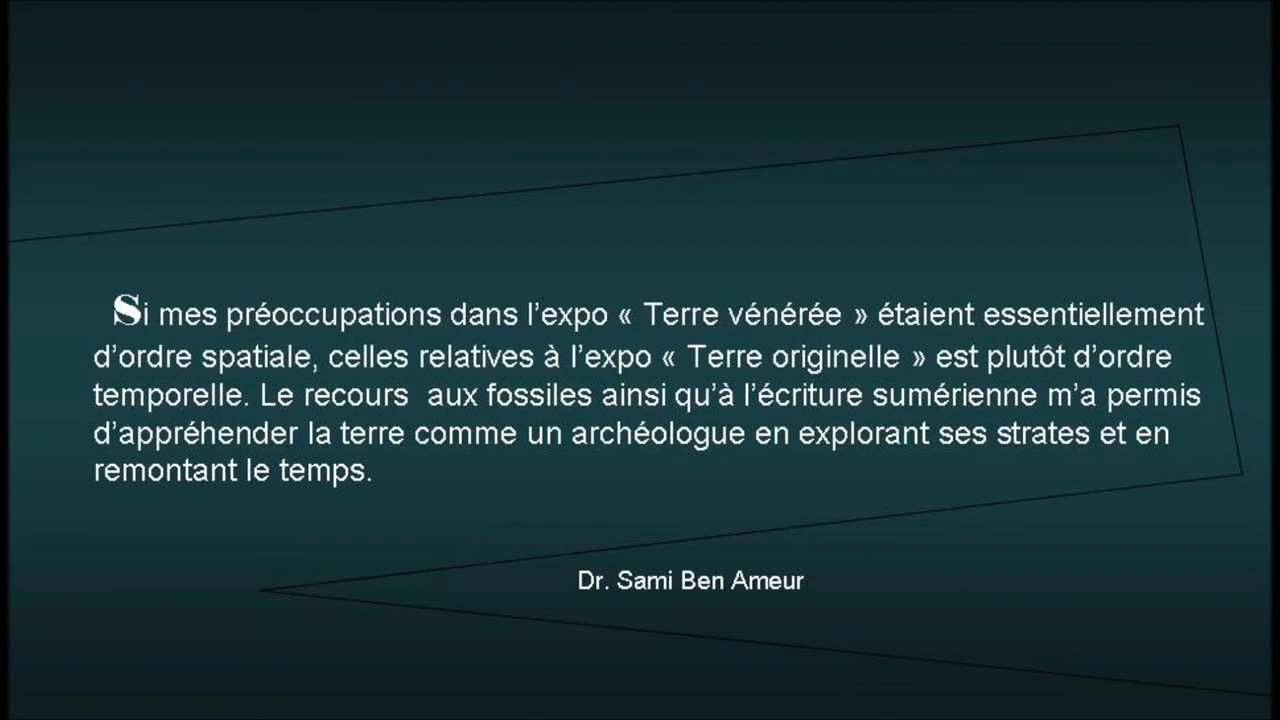 Si mes préoccupations dans l’expo « Terre vénérée » étaient essentiellement
d’ordre spatiale, celles relatives à l’expo « Terre originelle » est plutôt d’ordre
temporelle. Le recours aux fossiles ainsi qu’à l’écriture sumérienne m’a permis
d’appréhender la terre comme un archéologue en explorant ses strates et en
remontant le temps.
Dr. Sami Ben Ameur